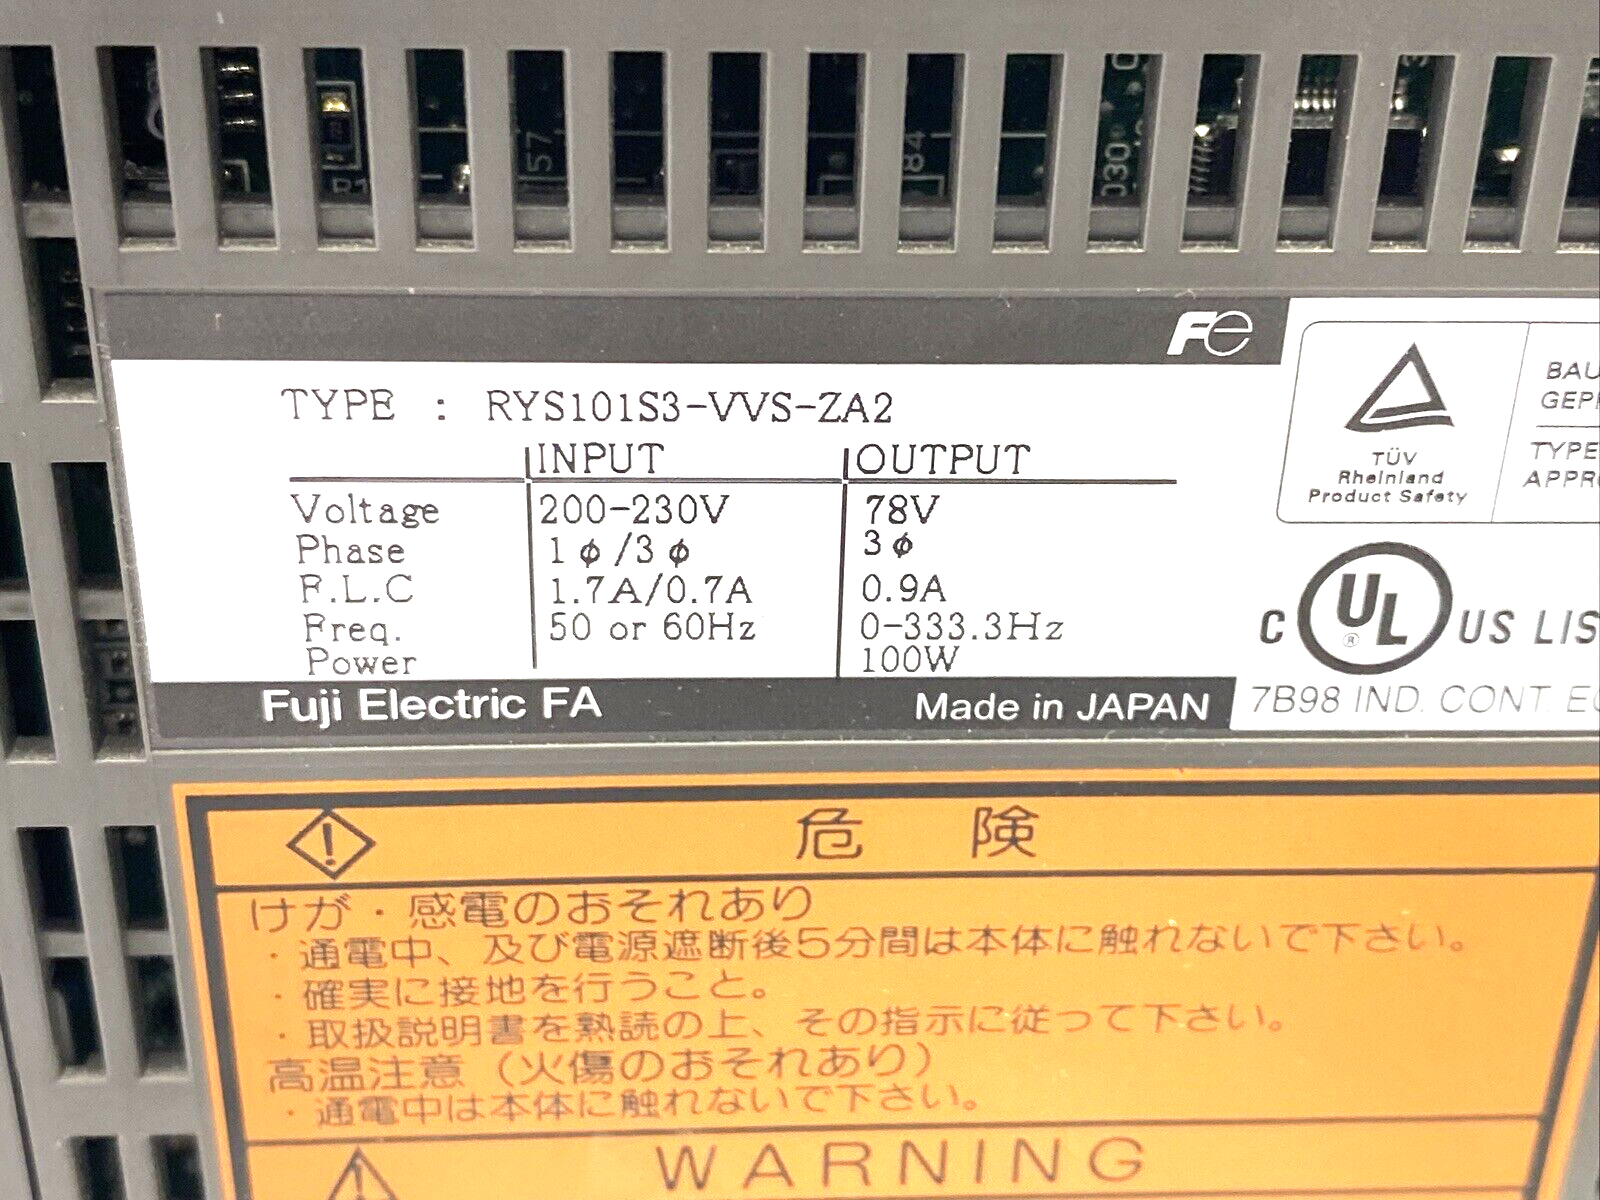 57
84
Fe
TYPE : RYS101S3-VVS-ZA2
INPUT OUTPUT
Voltage 200-230V 78V
Phase 1φ/3φ 3φ
F.L.C 1.7A/0.7A 0.9A
Freq. 50 or 60Hz 0-333.3Hz
Power 100W
Fuji Electric FA Made in JAPAN
TÜV
Rheinland
Product Safety
TYPE
C UL ® US
7B98 IND. CONT.
危 険
けが・感電のおそれあり
・通電中、及び電源遮断後5分間は本体に触れないで下さい。
・確実に接地を行うこと。
・取扱説明書を熟読の上、その指示に従って下さい。
高温注意（火傷のおそれあり）
・通電中は本体に触れないで下さい。
WARNING